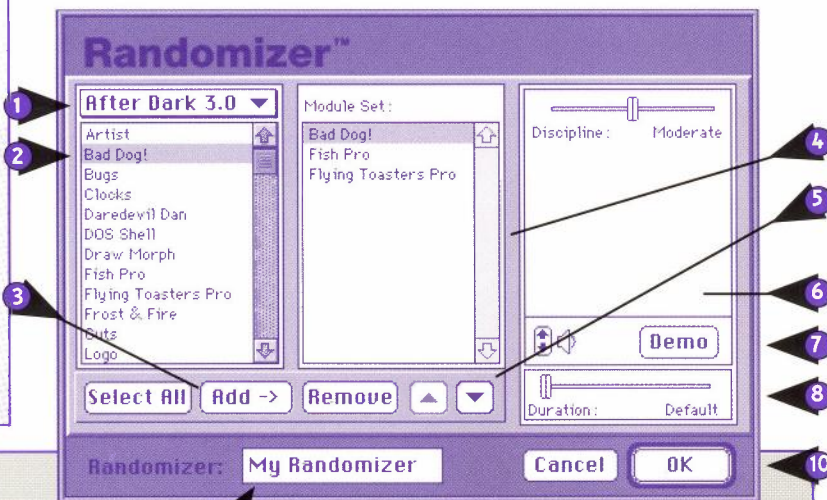 Randomizer™
After Dark 3.0
Artist
Bad Dog!
Bugs
Clocks
Daredevil Dan
DOS Shell
Draw Morph
Fish Pro
Flying Toasters Pro
Frost & Fire
Guts
Logo
Module Set:
Bad Dog!
Fish Pro
Flying Toasters Pro
Discipline: Moderate
Demo
Duration: Default
Select All
Add ->
Remove
Randomizer: My Randomizer
Cancel
OK
1
2
3
4
5
6
7
8
10